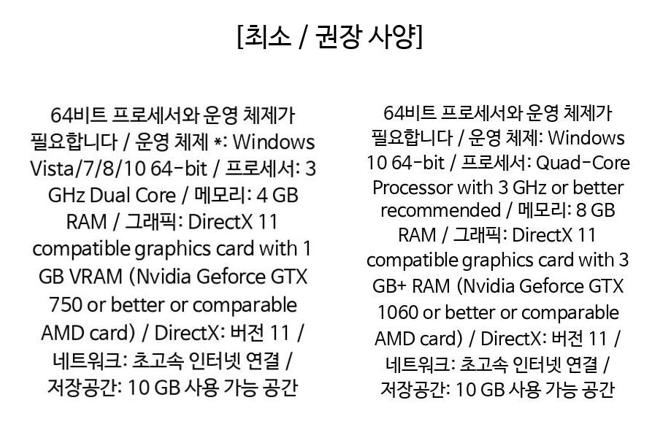 [최소 / 권장 사양]
64비트 프로세서와 운영 체제가
필요합니다 / 운영 체제 *: Windows
Vista/7/8/10 64-bit / 프로세서: 3
GHz Dual Core / 메모리: 4 GB
RAM / 그래픽: DirectX 11
compatible graphics card with 1
GB VRAM (Nvidia Geforce GTX
750 or better or comparable
AMD card) / DirectX: 버전 11 /
네트워크: 초고속 인터넷 연결 /
저장공간: 10 GB 사용 가능 공간
64비트 프로세서와 운영 체제가
필요합니다 / 운영 체제: Windows
10 64-bit / 프로세서: Quad-Core
Processor with 3 GHz or better
recommended / 메모리: 8 GB
RAM / 그래픽: DirectX 11
compatible graphics card with 3
GB+ RAM (Nvidia Geforce GTX
1060 or better or comparable
AMD card) / DirectX: 버전 11 /
네트워크: 초고속 인터넷 연결 /
저장공간: 10 GB 사용 가능 공간